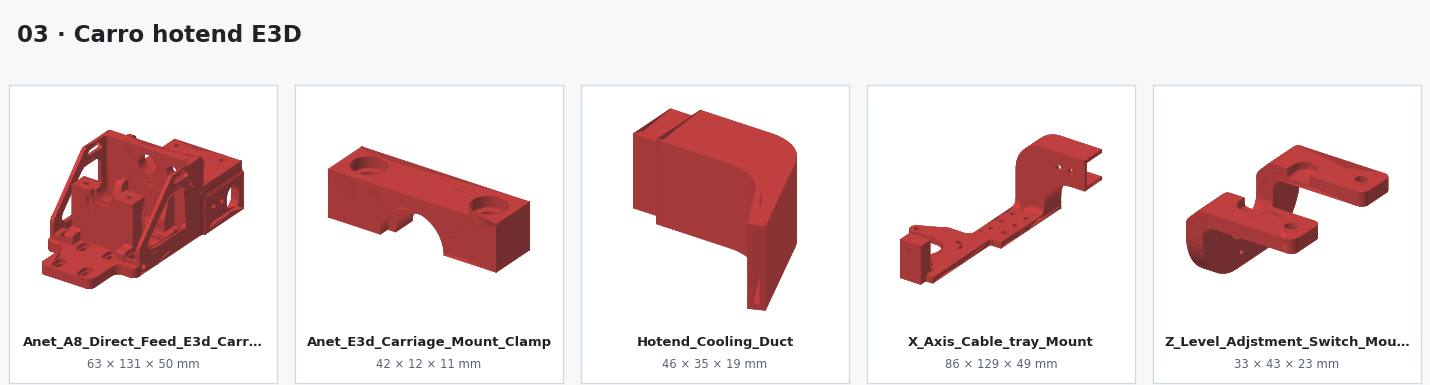 03 · Carro hotend E3D
Anet_A8_Direct_Feed_E3d_Carr...
63 × 131 × 50 mm
Anet_E3d_Carriage_Mount_Clamp
42 × 12 × 11 mm
Hotend_Cooling_Duct
46 × 35 × 19 mm
X_Axis_Cable_tray_Mount
86 × 129 × 49 mm
Z_Level_Adjstment_Switch_Mou...
33 × 43 × 23 mm